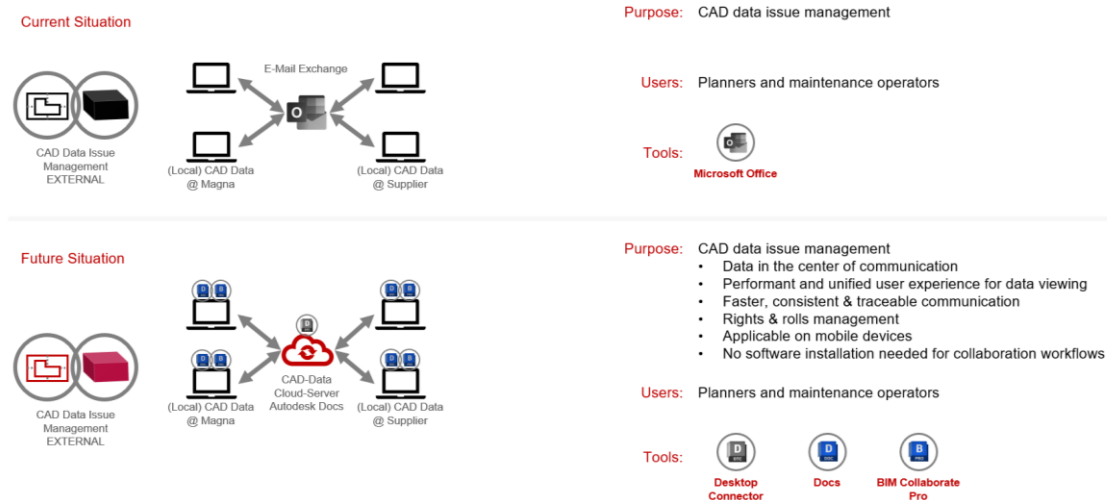 Current Situation
Purpose: CAD data issue management
E-Mail Exchange
Users: Planners and maintenance operators
O
CAD Data Issue
Management
EXTERNAL
(Local) CAD Data
@ Magna
(Local) CAD Data
@ Supplier
Tools:
Microsoft Office
Future Situation
Purpose: CAD data issue management
• Data in the center of communication
• Performant and unified user experience for data viewing
• Faster, consistent & traceable communication
• Rights & rolls management
• Applicable on mobile devices
• No software installation needed for collaboration workflows
D B
D B
D
D B
D B
CAD-Data
Cloud-Server
Autodesk Docs
(Local) CAD Data
@ Magna
(Local) CAD Data
@ Supplier
CAD Data Issue
Management
EXTERNAL
Users: Planners and maintenance operators
Tools:
D
D
B
Desktop
Connector
Docs
BIM Collaborate
Pro